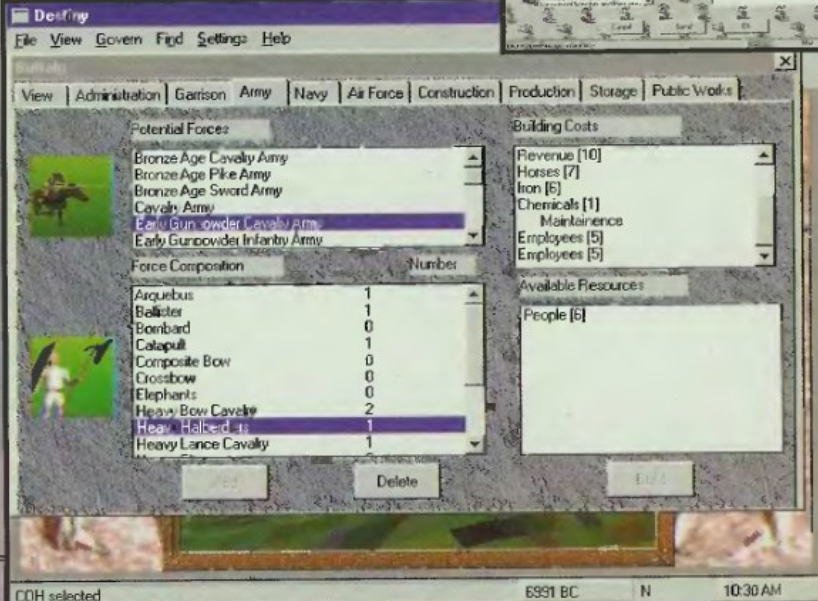 Destiny
File View Govern Find Settings Help
Buffalo
View Administration Garrison Army Navy Air Force Construction Production Storage Public Works
Potential Forces
Bronze Age Cavalry Army
Bronze Age Pike Army
Bronze Age Sword Army
Cavalry Army
Early Gunpowder Cavalry Army
Early Gunpowder Infantry Army
Force Composition Number
Arquebus 1
Ballister 1
Bombard 0
Catapult 1
Composite Bow 0
Crossbow 0
Elephants 0
Heavy Bow Cavalry 2
Heavy Halberdiers 1
Heavy Lance Cavalry 1
Delete
Building Costs
Revenue [10]
Horses [7]
Iron [6]
Chemicals [1]
Maintainence
Employees [5]
Employees [5]
Available Resources
People [6]
COH selected 6991 BC N 10:30 AM